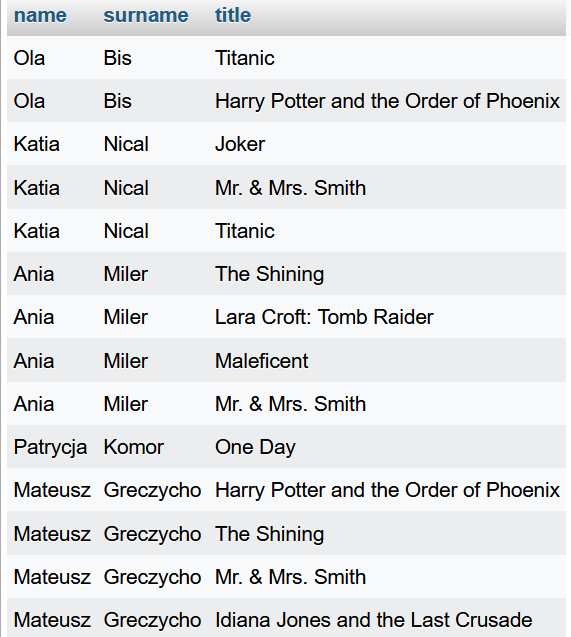 name surname title
Ola Bis Titanic
Ola Bis Harry Potter and the Order of Phoenix
Katia Nical Joker
Katia Nical Mr. & Mrs. Smith
Katia Nical Titanic
Ania Miler The Shining
Ania Miler Lara Croft: Tomb Raider
Ania Miler Maleficent
Ania Miler Mr. & Mrs. Smith
Patrycja Komor One Day
Mateusz Greczycho Harry Potter and the Order of Phoenix
Mateusz Greczycho The Shining
Mateusz Greczycho Mr. & Mrs. Smith
Mateusz Greczycho Idiana Jones and the Last Crusade